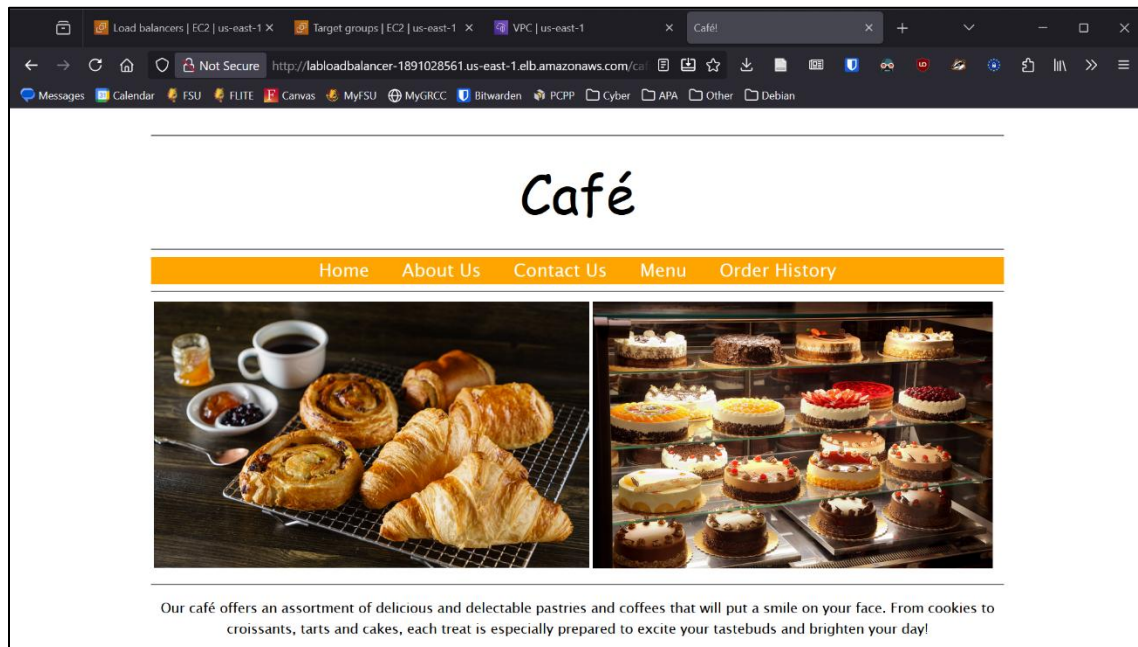 Load balancers | EC2 | us-east-1
Target groups | EC2 | us-east-1
VPC | us-east-1
Café!
Not Secure
http://labloadbalancer-1891028561.us-east-1.elb.amazonaws.com/caf
Messages
Calendar
FSU
FLITE
Canvas
MyFSU
MyGRCC
Bitwarden
PCPP
Cyber
APA
Other
Debian
Café
Home
About Us
Contact Us
Menu
Order History
Our café offers an assortment of delicious and delectable pastries and coffees that will put a smile on your face. From cookies to
croissants, tarts and cakes, each treat is especially prepared to excite your tastebuds and brighten your day!